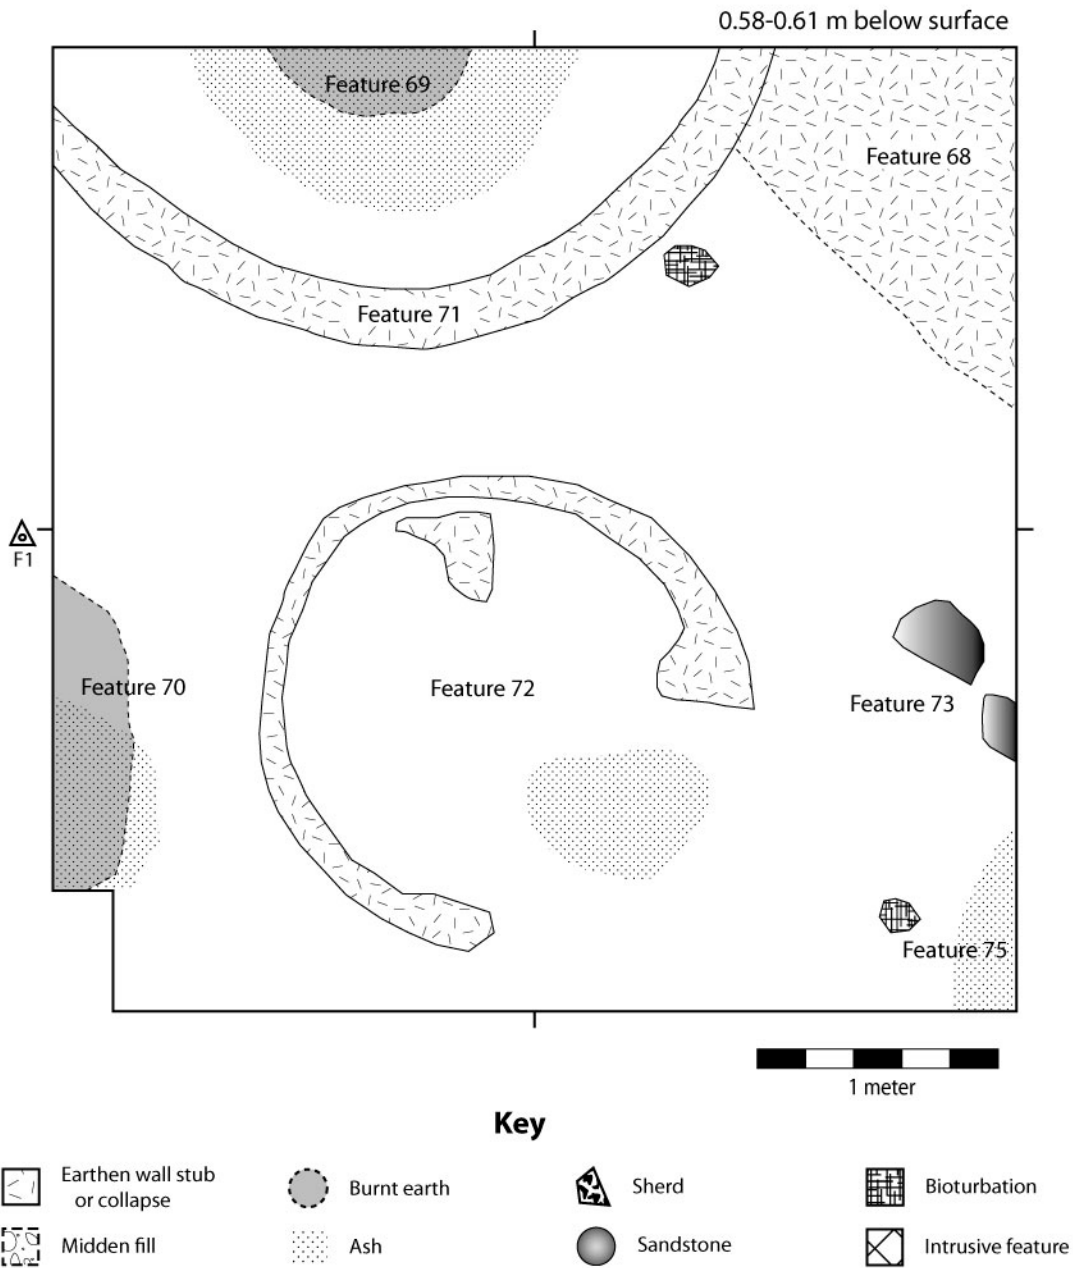 0.58-0.61 m below surface
Feature 69
Feature 68
Feature 71
F1
Feature 70
Feature 72
Feature 73
Feature 75
1 meter
Key
Earthen wall stub
or collapse
Burnt earth
Sherd
Bioturbation
Midden fill
Ash
Sandstone
Intrusive feature